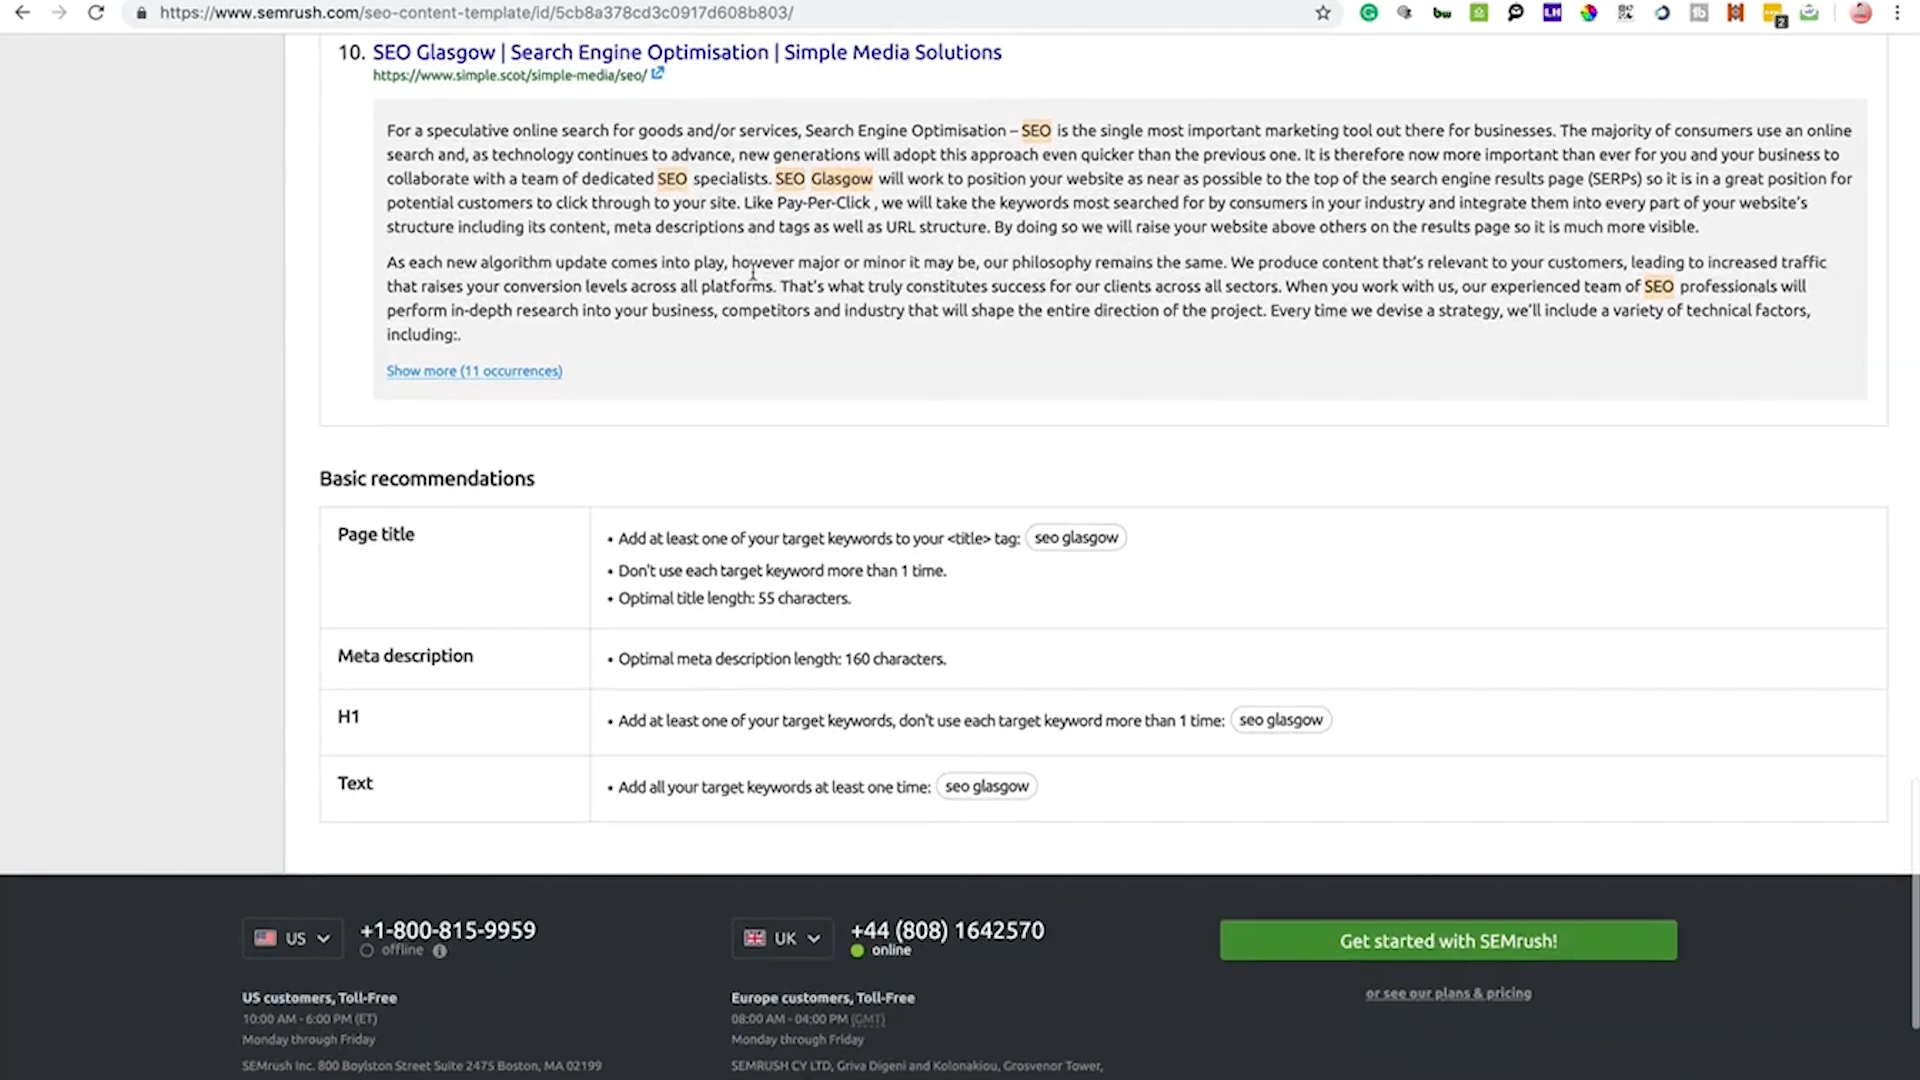 https://www.semrush.com/seo-content-template/id/5cb8a378cd3c0917d608b803/
bw
LH
2
10. SEO Glasgow | Search Engine Optimisation | Simple Media Solutions
https://www.simple.scot/simple-media/seo/
For a speculative online search for goods and/or services, Search Engine Optimisation – SEO is the single most important marketing tool out there for businesses. The majority of consumers use an online
search and, as technology continues to advance, new generations will adopt this approach even quicker than the previous one. It is therefore now more important than ever for you and your business to
collaborate with a team of dedicated SEO specialists. SEO Glasgow will work to position your website as near as possible to the top of the search engine results page (SERPs) so it is in a great position for
potential customers to click through to your site. Like Pay-Per-Click , we will take the keywords most searched for by consumers in your industry and integrate them into every part of your website's
structure including its content, meta descriptions and tags as well as URL structure. By doing so we will raise your website above others on the results page so it is much more visible.
As each new algorithm update comes into play, however major or minor it may be, our philosophy remains the same. We produce content that's relevant to your customers, leading to increased traffic
that raises your conversion levels across all platforms. That's what truly constitutes success for our clients across all sectors. When you work with us, our experienced team of SEO professionals will
perform in-depth research into your business, competitors and industry that will shape the entire direction of the project. Every time we devise a strategy, we'll include a variety of technical factors,
including:.
Show more (11 occurrences)
Basic recommendations
Page title
• Add at least one of your target keywords to your <title> tag: seo glasgow
• Don't use each target keyword more than 1 time.
• Optimal title length: 55 characters.
Meta description
• Optimal meta description length: 160 characters.
H1
• Add at least one of your target keywords, don't use each target keyword more than 1 time: seo glasgow
Text
• Add all your target keywords at least one time: seo glasgow
US +1-800-815-9959
offline
US customers, Toll-Free
10:00 AM - 6:00 PM (ET)
Monday through Friday
SEMrush Inc. 800 Boylston Street Suite 2475 Boston, MA 02199
UK +44 (808) 1642570
online
Europe customers, Toll-Free
08:00 AM - 04:00 PM (GMT)
Monday through Friday
SEMRUSH CY LTD, Griva Digeni and Kolonakiou, Grosvenor Tower,
Get started with SEMrush!
or see our plans & pricing